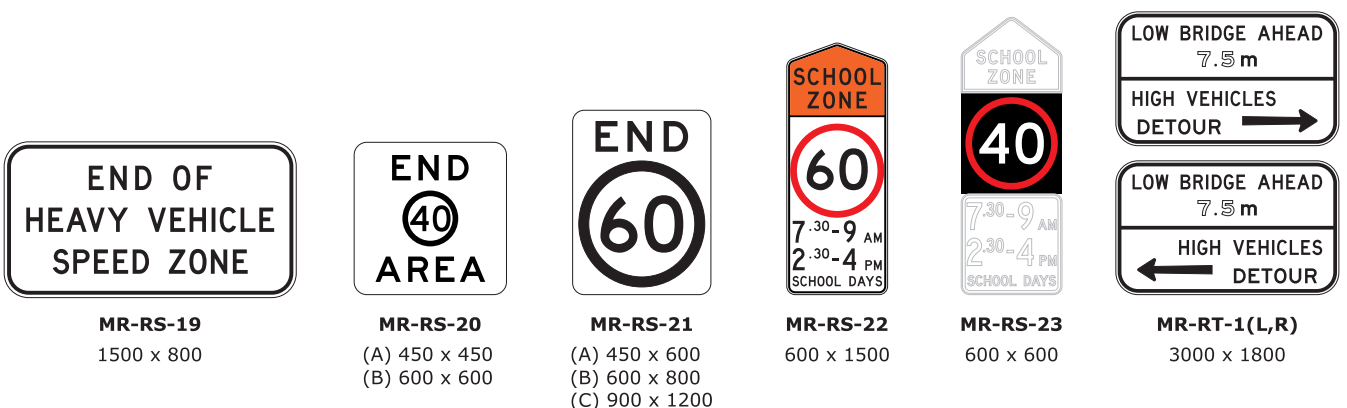 END OF
HEAVY VEHICLE
SPEED ZONE
MR-RS-19
1500 x 800
END
40
AREA
MR-RS-20
(A) 450 x 450
(B) 600 x 600
END
60
MR-RS-21
(A) 450 x 600
(B) 600 x 800
(C) 900 x 1200
SCHOOL
ZONE
60
7.30-9 AM
2.30-4 PM
SCHOOL DAYS
MR-RS-22
600 x 1500
SCHOOL
ZONE
40
7.30-9 AM
2.30-4 PM
SCHOOL DAYS
MR-RS-23
600 x 600
LOW BRIDGE AHEAD
7.5 m
HIGH VEHICLES
DETOUR
LOW BRIDGE AHEAD
7.5 m
HIGH VEHICLES
DETOUR
MR-RT-1(L,R)
3000 x 1800